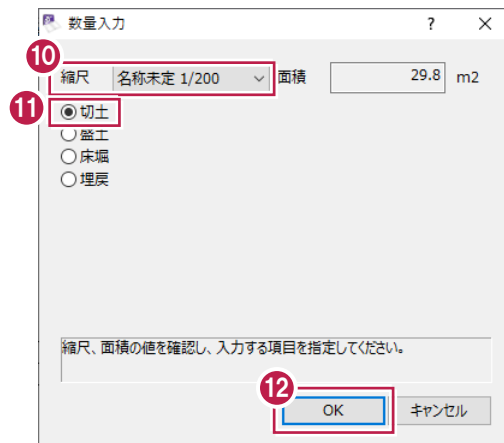 数量入力 ? ×
⑩
縮尺 名称未定 1/200 面積 29.8 m2
⑪
切土
盛土
床堀
埋戻
縮尺、面積の値を確認し、入力する項目を指定してください。
⑫
OK キャンセル